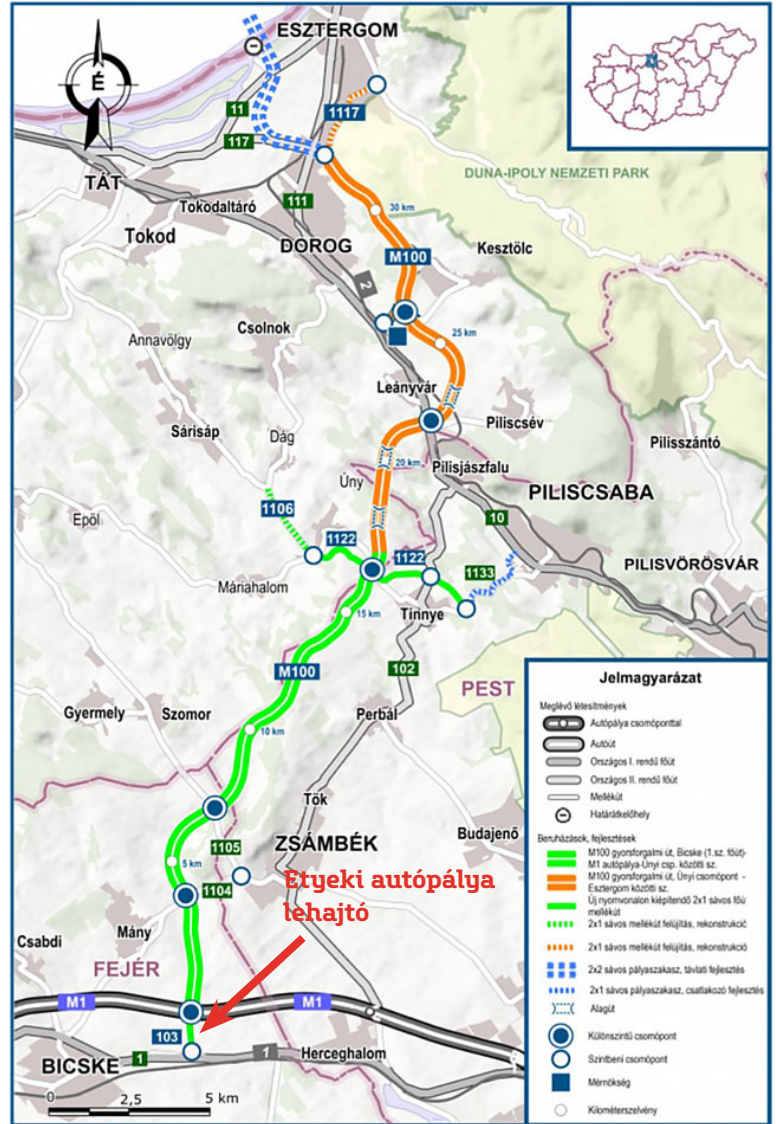 ESZTERGOM
É
11
1117
117
TÁT
DUNA-IPOLY NEMZETI PARK
Tokodaltáró
111
30 km
Tokod
DOROG
Kesztölc
M100
2
Csolnok
25 km
Annavölgy
Leányvár
Sárisáp
Dág
Piliscsév
Pilisszántó
20 km
Pilisjászfalu
Úny
PILISCSABA
1106
10
Epöl
1122
1122
1133
PILISVÖRÖSVÁR
Máriahalom
15 km
Tinnye
M100
102
PEST
Gyermely
Szomor
Perbál
10 km
Tök
ZSÁMBÉK
Budajenő
1105
5 km
1104
Etyeki autópálya
lehajtó
Mány
Csabdi
FEJÉR
M1
M1
103
BICSKE
1
1
Herceghalom
0 2,5 5 km
Jelmagyarázat
Meglévő létesítmények
Autópálya csomóponttal
Autóút
Országos I. rendű főút
Országos II. rendű főút
Mellékút
Határátkelőhely
Beruházások, fejlesztések
M100 gyorsforgalmi út, Bicske (1.sz. főút)-
M1 autópálya-Únyi csp. közötti sz.
M100 gyorsforgalmi út, Únyi csomópont -
Esztergom közötti sz.
Új nyomvonalon kiépítendő 2x1 sávos főú
mellékút
2x1 sávos mellékút felújítás, rekonstrukció
2x1 sávos mellékút felújítás, rekonstrukció
2x2 sávos pályaszakasz, távlati fejlesztés
2x1 sávos pályaszakasz, csatlakozó fejlesztés
Alagút
Különszintű csomópont
Szintbeni csomópont
Mérnökség
Kilométerszelvény